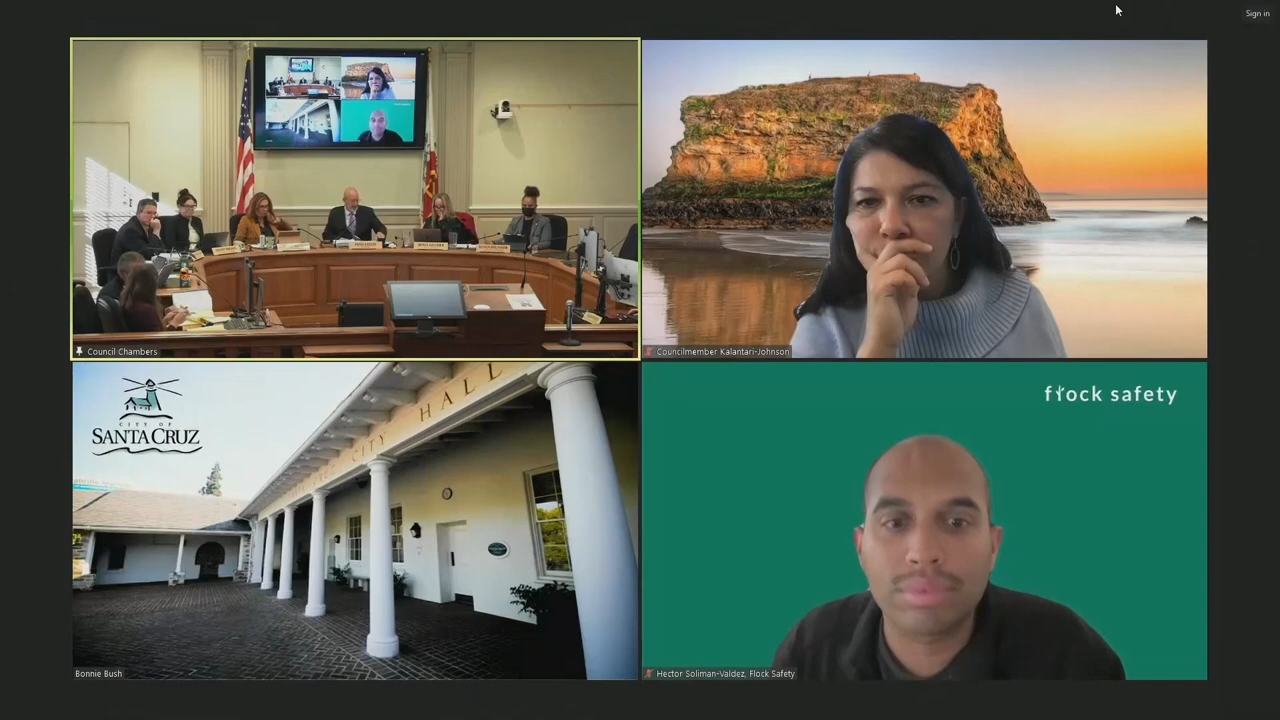 Sign in
Council Chambers
Councilmember Kalantari-Johnson
flock safety
CITY OF
SANTA CRUZ
CITY HALL
Bonnie Bush
Hector Soliman-Valdez, Flock Safety